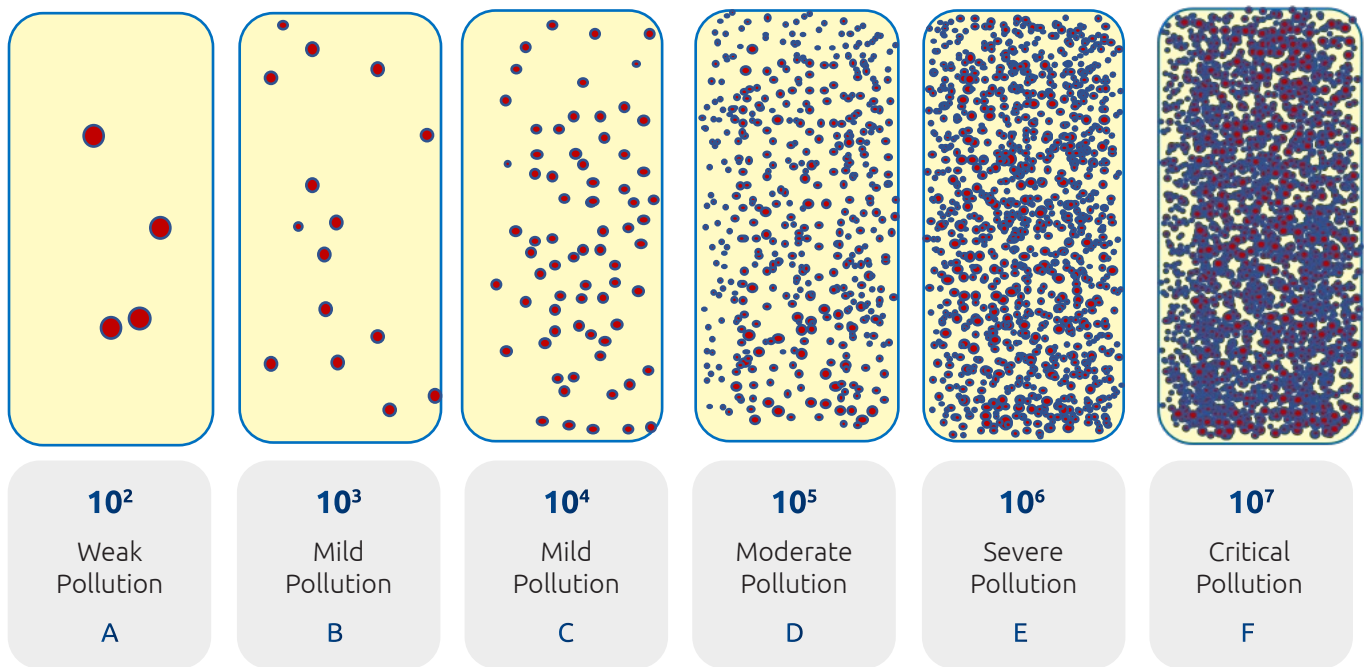 10²
Weak
Pollution
A
10³
Mild
Pollution
B
10⁴
Mild
Pollution
C
10⁵
Moderate
Pollution
D
10⁶
Severe
Pollution
E
10⁷
Critical
Pollution
F